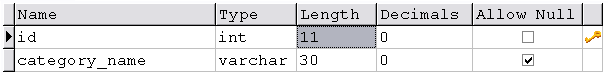 Name Type Length Decimals Allow Null
id int 11 0
category_name varchar 30 0